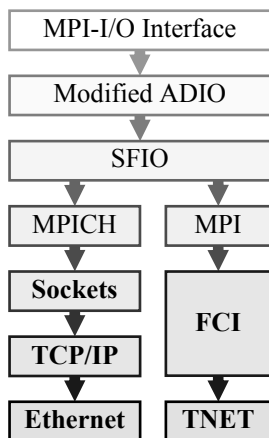 MPI-I/O Interface
Modified ADIO
SFIO
MPICH
MPI
Sockets
FCI
TCP/IP
Ethernet
TNET